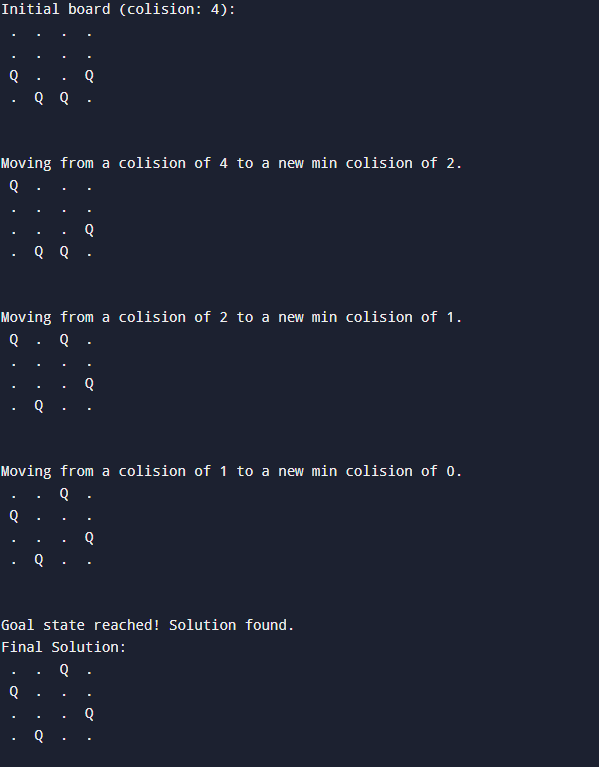 Initial board (colision: 4):
. . . .
. . . .
Q . . Q
. Q Q .
Moving from a colision of 4 to a new min colision of 2.
Q . . .
. . . .
. . . Q
. Q Q .
Moving from a colision of 2 to a new min colision of 1.
Q . Q .
. . . .
. . . Q
. Q . .
Moving from a colision of 1 to a new min colision of 0.
. . Q .
Q . . .
. . . Q
. Q . .
Goal state reached! Solution found.
Final Solution:
. . Q .
Q . . .
. . . Q
. Q . .